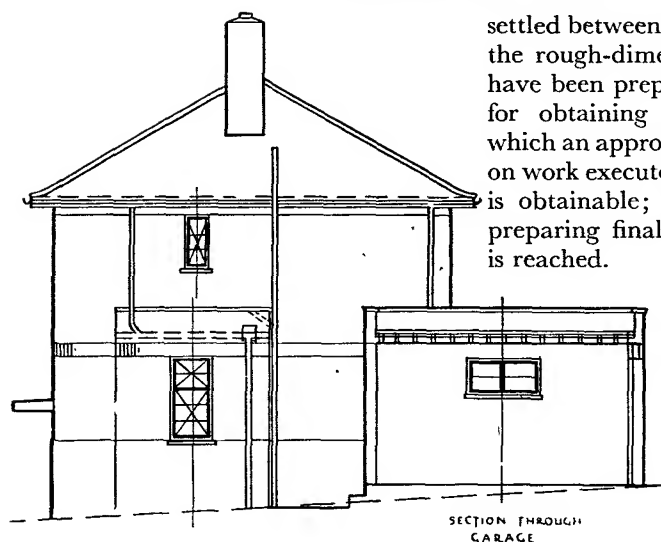 settled between
the rough-dime
have been prep
for obtaining
which an appro
on work execute
is obtainable;
preparing final
is reached.
SECTION THROUGH
GARAGE